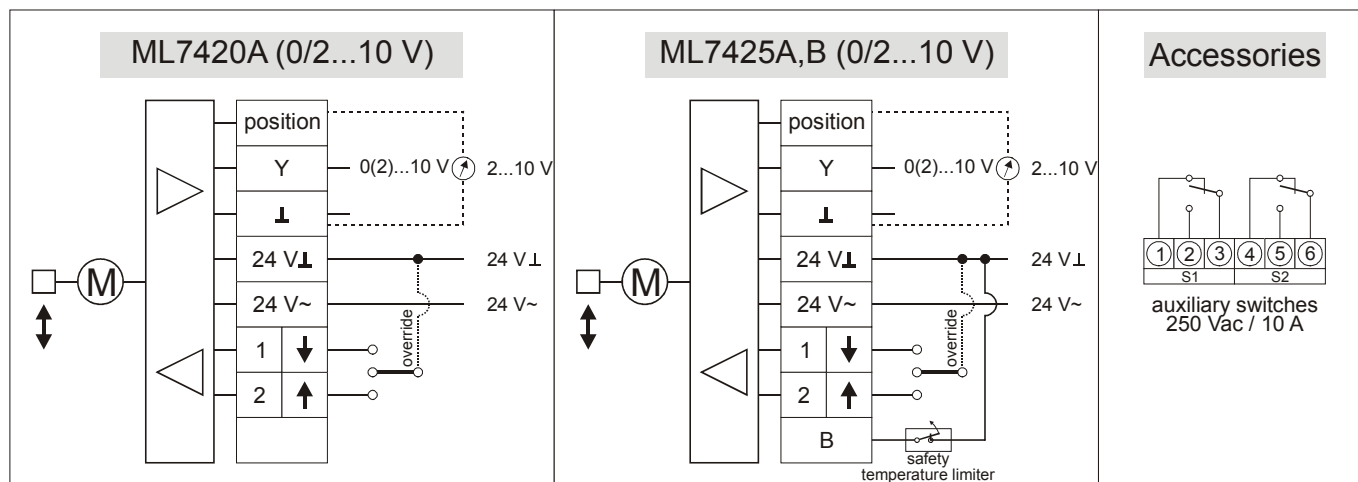 ML7420A (0/2...10 V)
position
Y
0(2)...10 V
2...10 V
⊥
24 V⊥
24 V⊥
24 V~
24 V~
1
2
override
M
ML7425A,B (0/2...10 V)
position
Y
0(2)...10 V
2...10 V
⊥
24 V⊥
24 V⊥
24 V~
24 V~
1
2
override
B
M
safety
temperature limiter
Accessories
1 2 3 4 5 6
S1 S2
auxiliary switches
250 Vac / 10 A